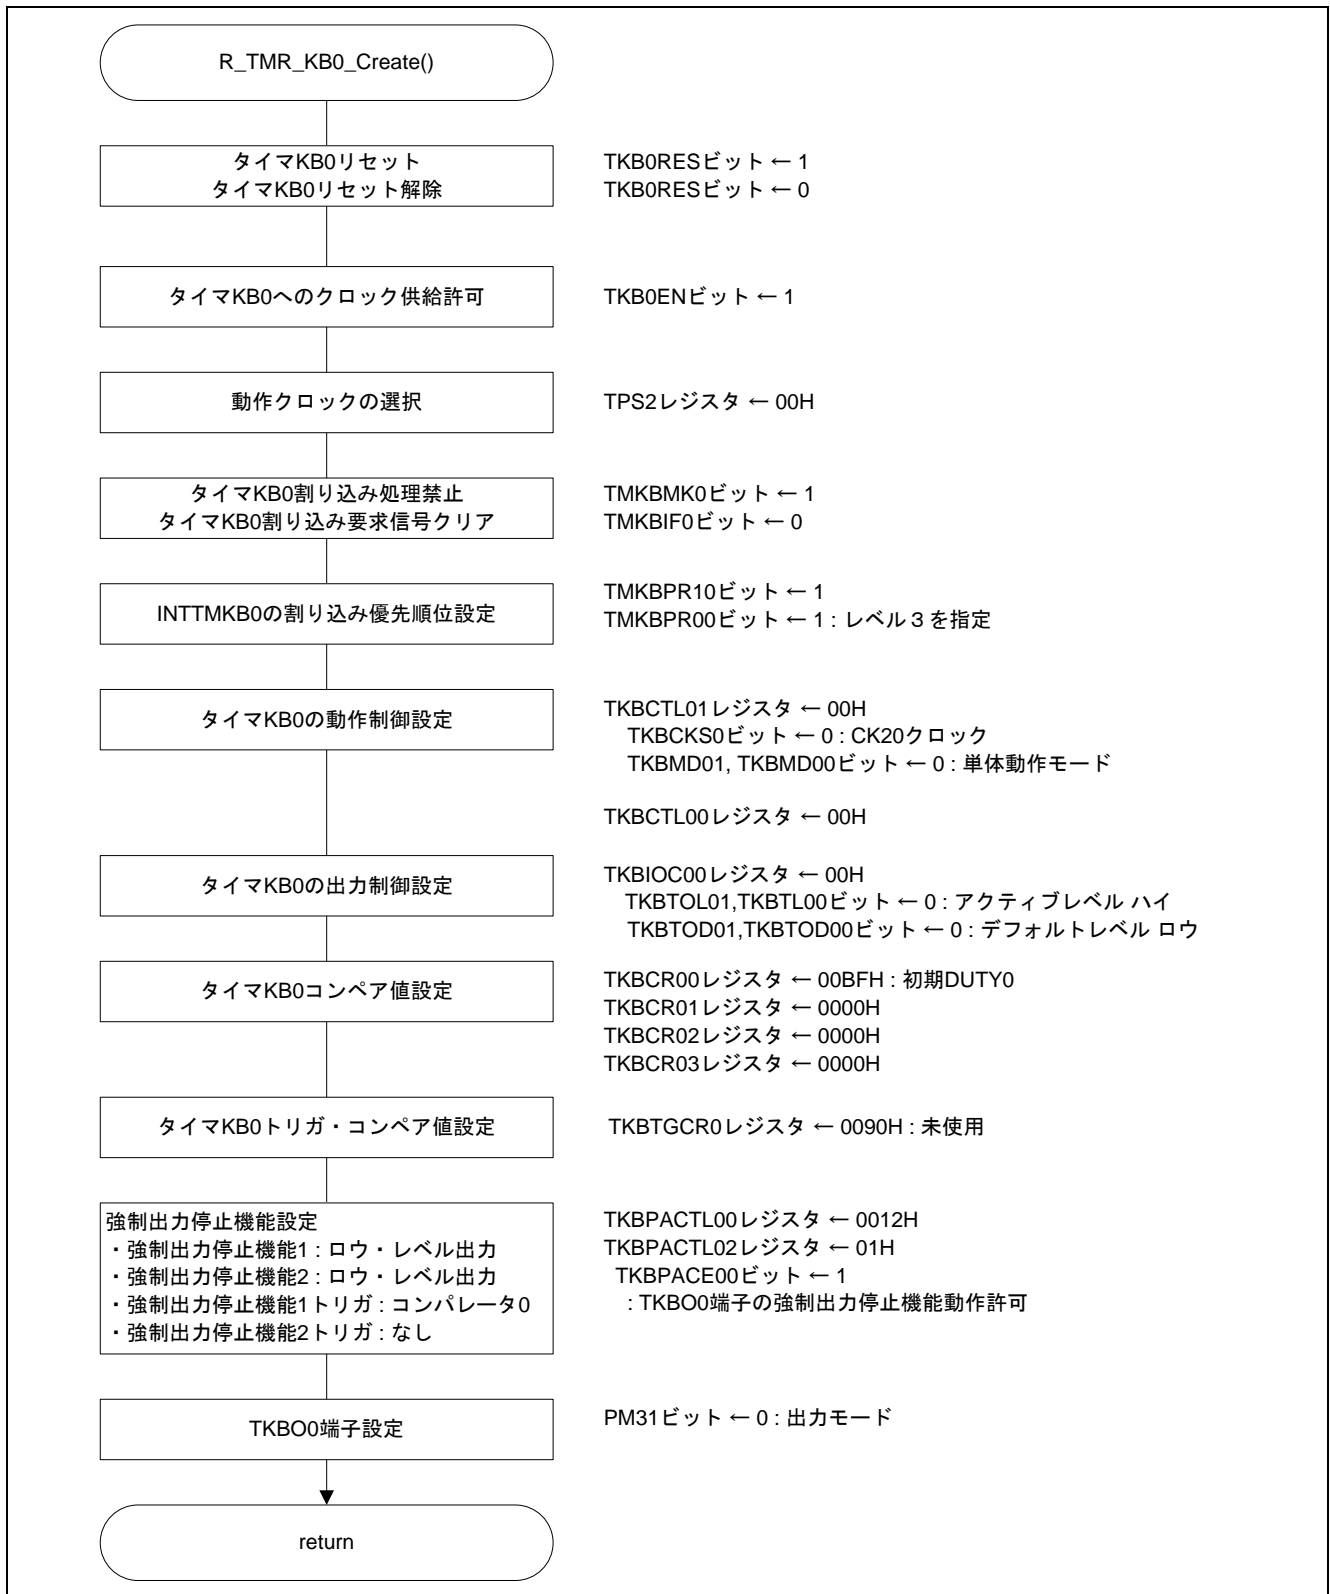 R_TMR_KB0_Create()
タイマKB0リセット
タイマKB0リセット解除
TKB0RESビット ← 1
TKB0RESビット ← 0
タイマKB0へのクロック供給許可
TKB0ENビット ← 1
動作クロックの選択
TPS2レジスタ ← 00H
タイマKB0割り込み処理禁止
タイマKB0割り込み要求信号クリア
TMKBMK0ビット ← 1
TMKBIF0ビット ← 0
INTTMKB0の割り込み優先順位設定
TMKBPR10ビット ← 1
TMKBPR00ビット ← 1 : レベル３を指定
タイマKB0の動作制御設定
TKBCTL01レジスタ ← 00H
TKBCKS0ビット ← 0 : CK20クロック
TKBMD01, TKBMD00ビット ← 0 : 単体動作モード
TKBCTL00レジスタ ← 00H
タイマKB0の出力制御設定
TKBIOC00レジスタ ← 00H
TKBTOL01,TKBTL00ビット ← 0 : アクティブレベル ハイ
TKBTOD01,TKBTOD00ビット ← 0 : デフォルトレベル ロウ
タイマKB0コンペア値設定
TKBCR00レジスタ ← 00BFH : 初期DUTY0
TKBCR01レジスタ ← 0000H
TKBCR02レジスタ ← 0000H
TKBCR03レジスタ ← 0000H
タイマKB0トリガ・コンペア値設定
TKBTGCR0レジスタ ← 0090H : 未使用
強制出力停止機能設定
・強制出力停止機能1 : ロウ・レベル出力
・強制出力停止機能2 : ロウ・レベル出力
・強制出力停止機能1トリガ : コンパレータ0
・強制出力停止機能2トリガ : なし
TKBPACTL00レジスタ ← 0012H
TKBPACTL02レジスタ ← 01H
TKBPACE00ビット ← 1
: TKBO0端子の強制出力停止機能動作許可
TKBO0端子設定
PM31ビット ← 0 : 出力モード
return